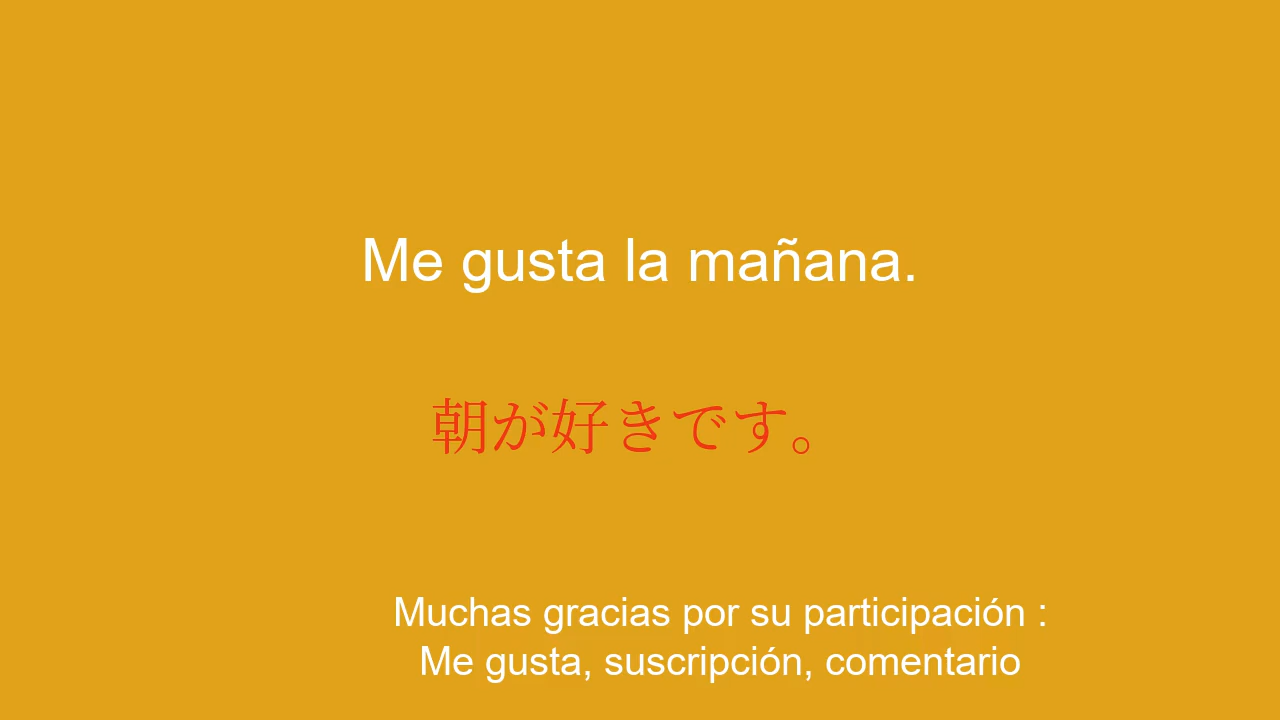 Me gusta la mañana.
朝が好きです。
Muchas gracias por su participación :
Me gusta, suscripción, comentario